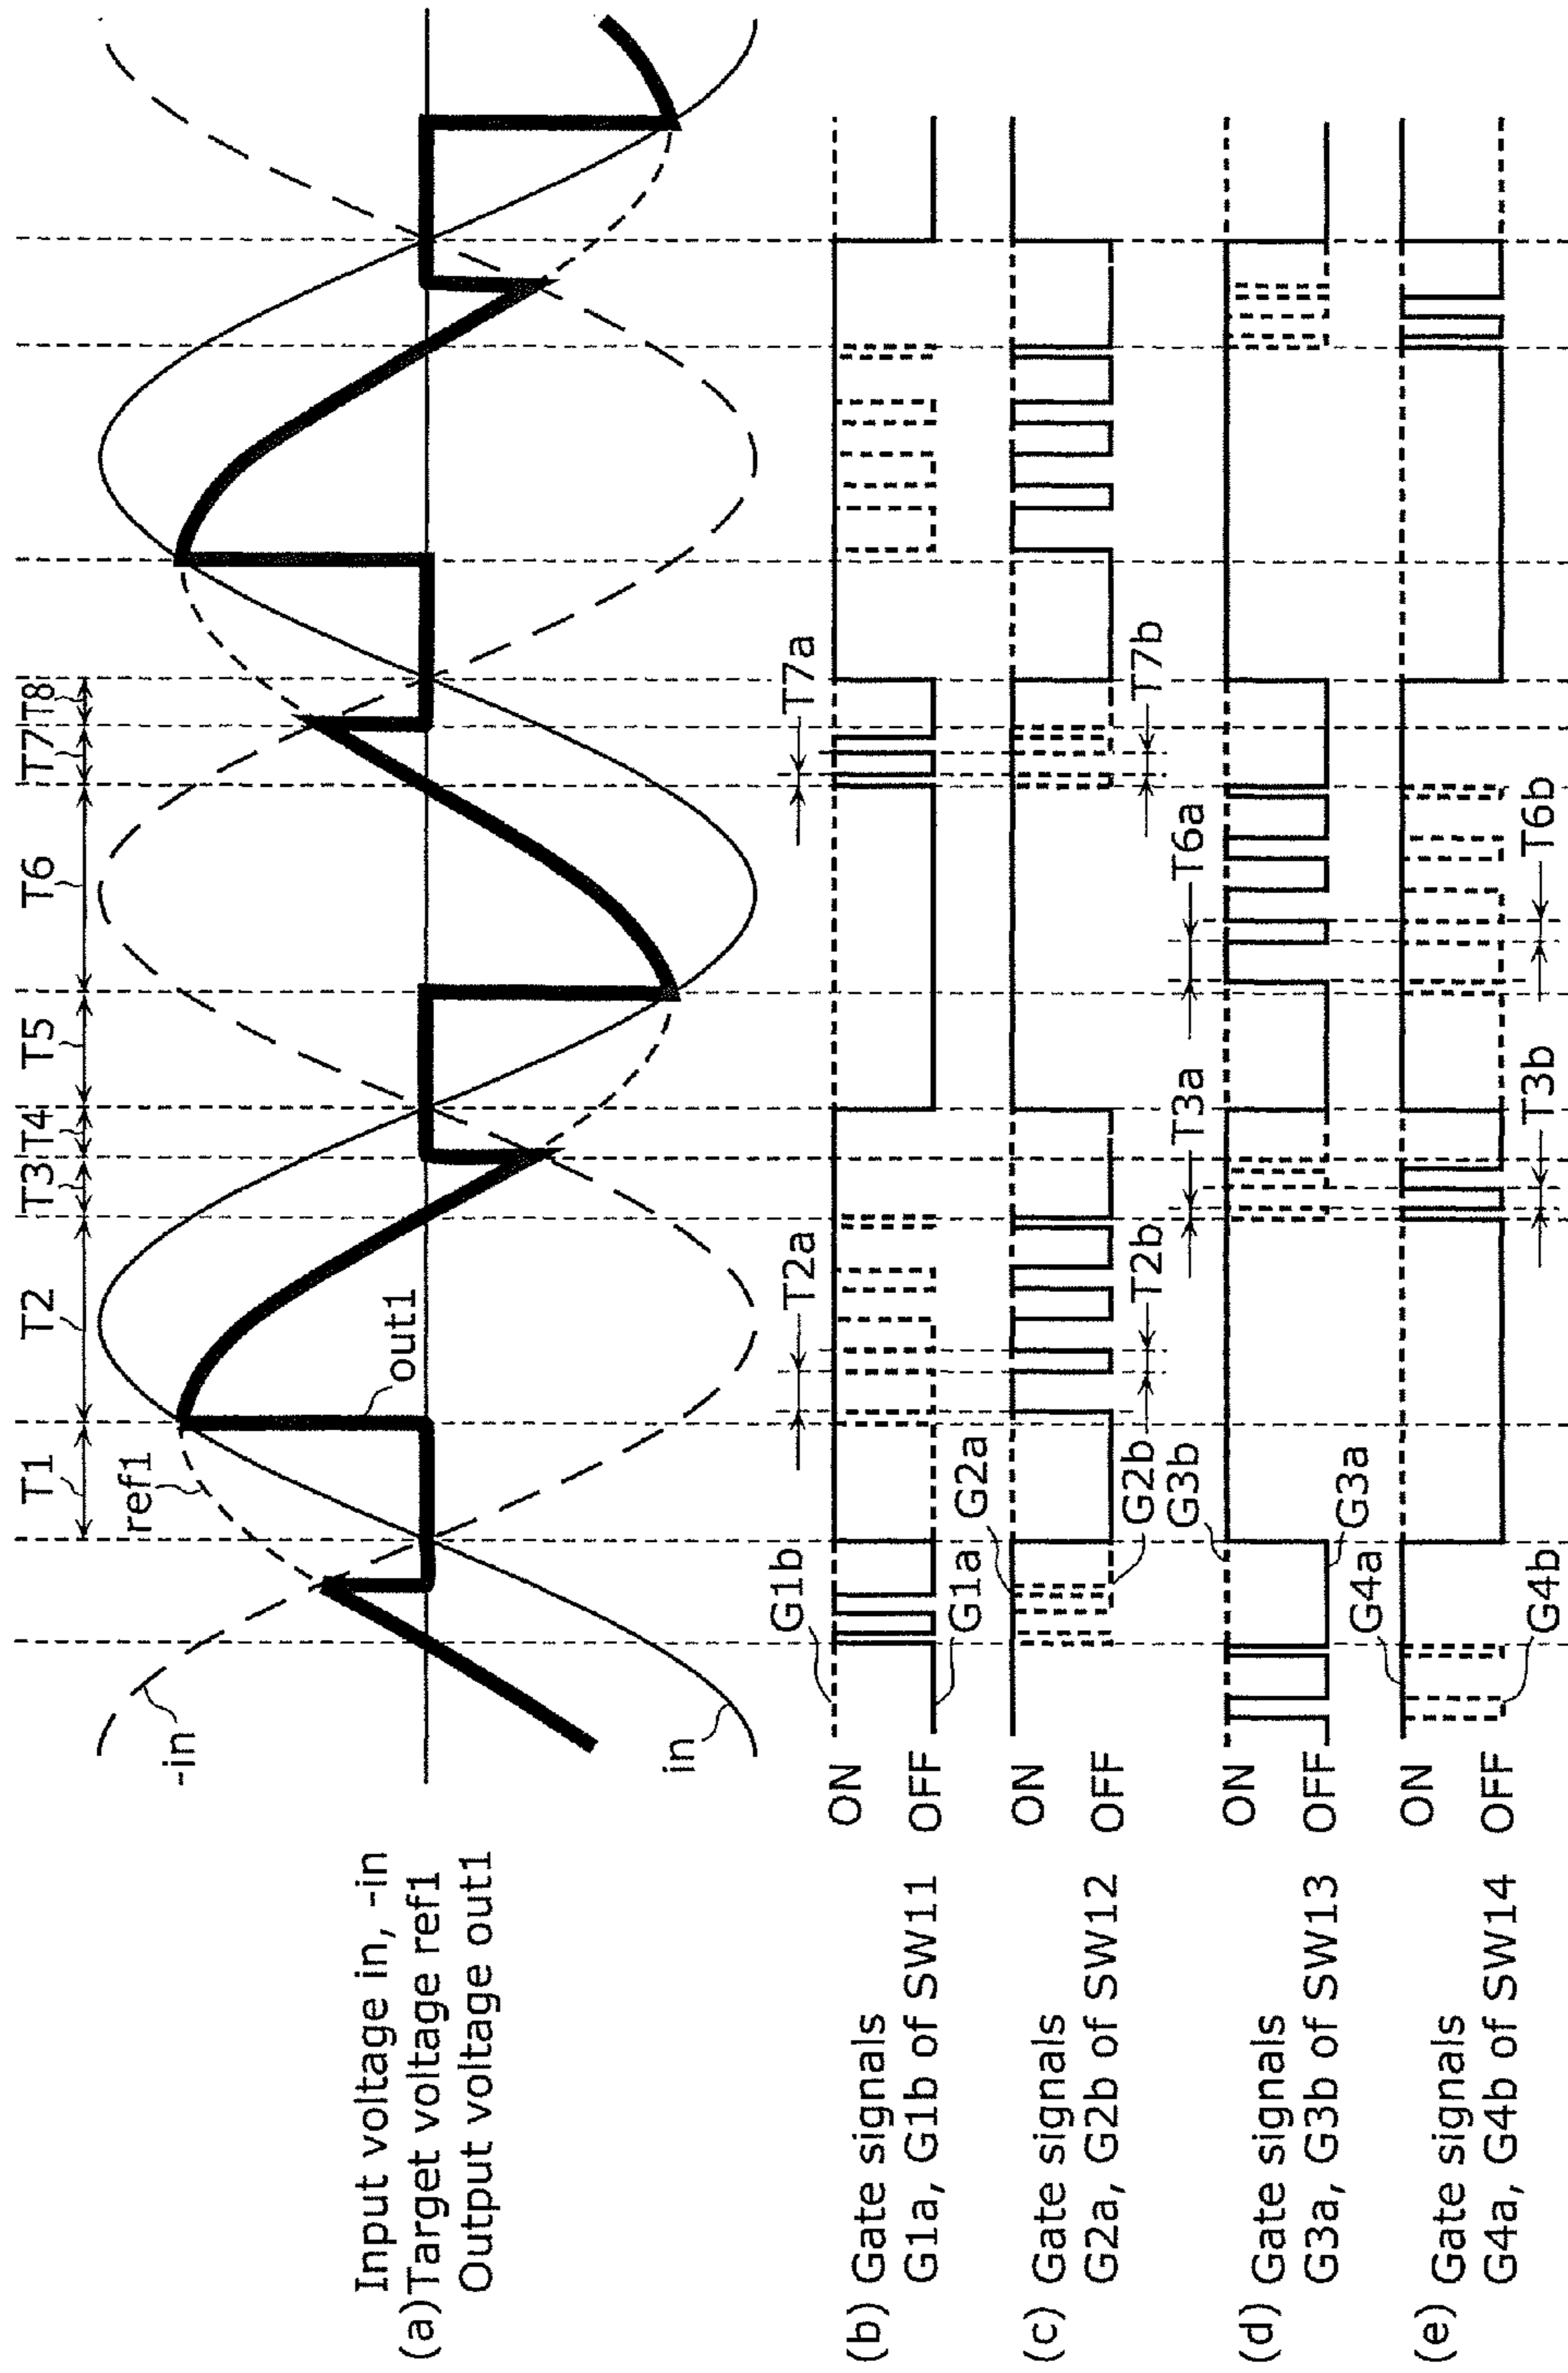 T1 T2 T3 T4 T5 T6 T7 T8
-in
ref1
out1
in
Input voltage in, -in
(a) Target voltage ref1
Output voltage out1
T2a
T7a
G1b
ON
(b) Gate signals
G1a, G1b of SW11
OFF
G1a
G2a
ON
(c) Gate signals
G2a, G2b of SW12
OFF
G2b
T2b
T7b
T3a
T6a
G3b
ON
(d) Gate signals
G3a, G3b of SW13
OFF
G3a
G4a
ON
(e) Gate signals
G4a, G4b of SW14
OFF
G4b
T3b
T6b